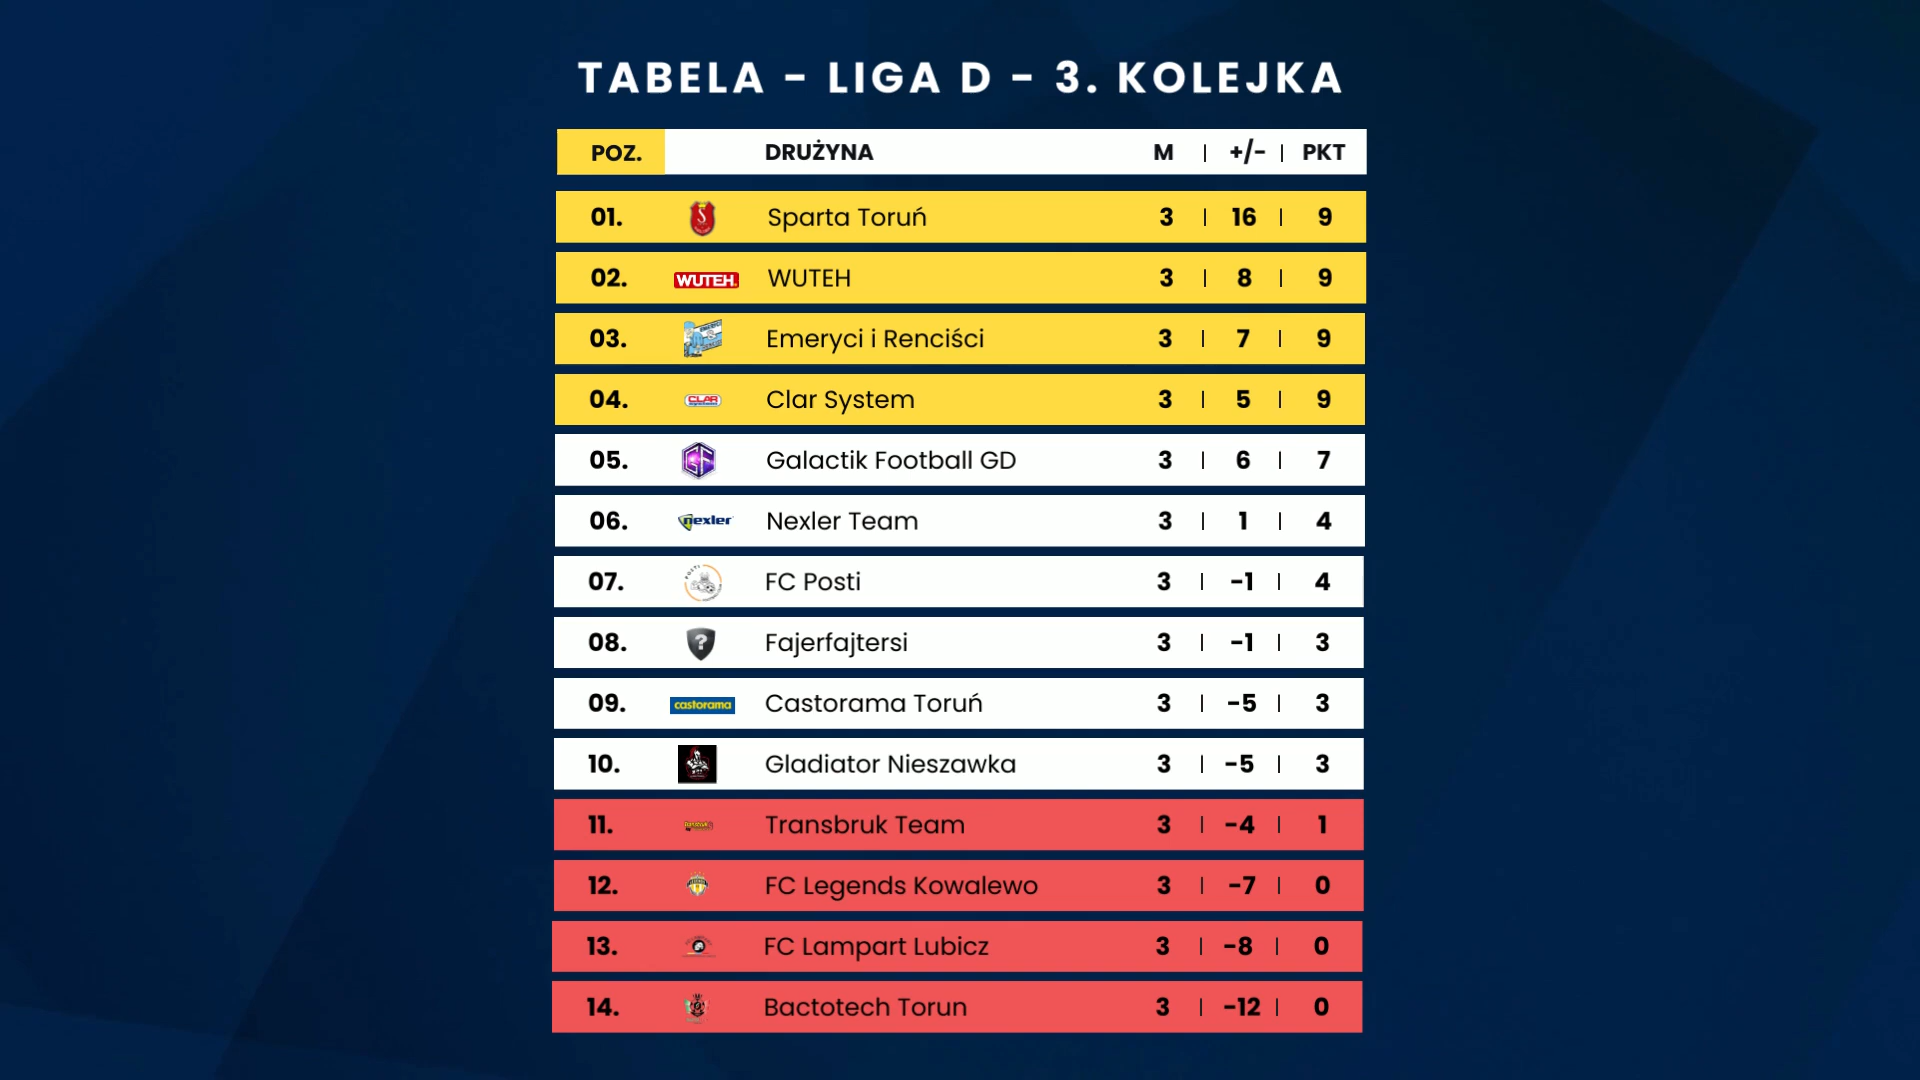 TABELA - LIGA D - 3. KOLEJKA
POZ. DRUŻYNA M | +/- | PKT
01. Sparta Toruń 3 | 16 | 9
02. WUTEH. WUTEH 3 | 8 | 9
03. Emeryci i Renciści 3 | 7 | 9
04. CLAR Clar System 3 | 5 | 9
05. GF Galactik Football GD 3 | 6 | 7
06. nexler Nexler Team 3 | 1 | 4
07. POSTI FC Posti 3 | -1 | 4
08. ? Fajerfajtersi 3 | -1 | 3
09. castorama Castorama Toruń 3 | -5 | 3
10. Gladiator Nieszawka 3 | -5 | 3
11. Transbruk Team 3 | -4 | 1
12. FC Legends Kowalewo 3 | -7 | 0
13. FC Lampart Lubicz 3 | -8 | 0
14. Bactotech Torun 3 | -12 | 0